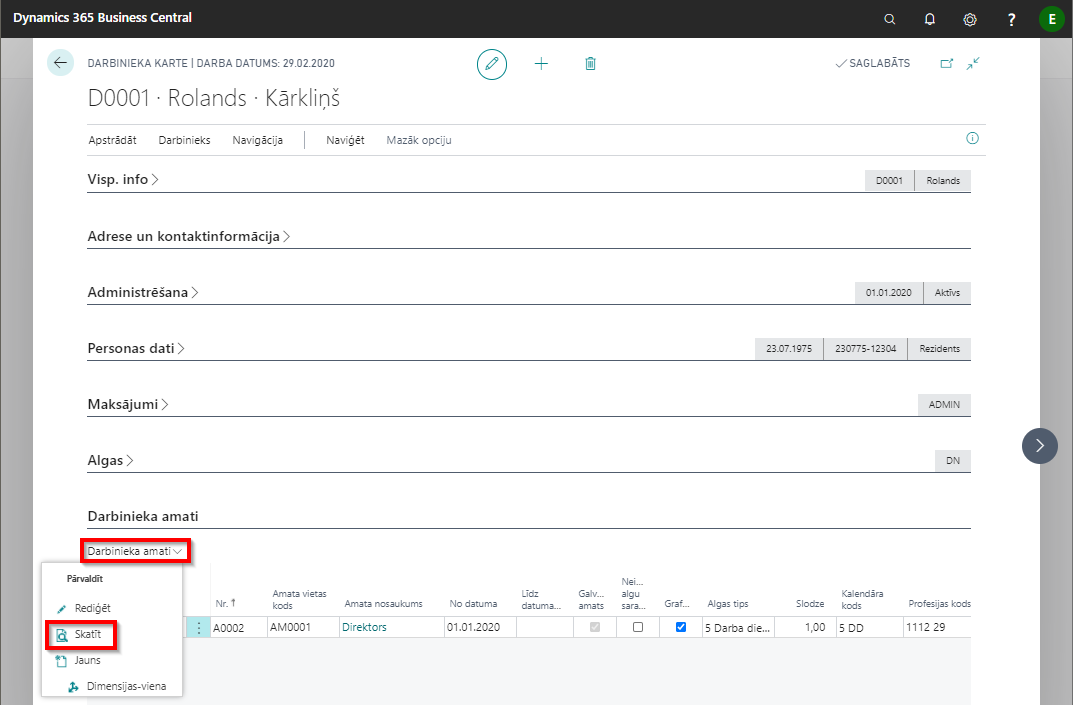 Dynamics 365 Business Central
?
E
DARBINIEKA KARTE | DARBA DATUMS: 29.02.2020
SAGLABĀTS
D0001 · Rolands · Kārkliņš
Apstrādāt Darbinieks Navigācija Naviģēt Mazāk opciju
Visp. info
D0001 Rolands
Adrese un kontaktinformācija
Administrēšana
01.01.2020 Aktīvs
Personas dati
23.07.1975 230775-12304 Rezidents
Maksājumi
ADMIN
Algas
DN
Darbinieka amati
Darbinieka amati
Pārvaldīt
Rediģēt
Skatīt
Jauns
Dimensijas-viena
Nr. ↑
Amata vietas
kods
Amata nosaukums
No datuma
Līdz
datuma...
Galv...
amats
Nei...
algu
sara...
Graf...
Algas tips
Slodze
Kalendāra
kods
Profesijas kods
A0002 AM0001 Direktors 01.01.2020 5 Darba die... 1,00 5 DD 1112 29